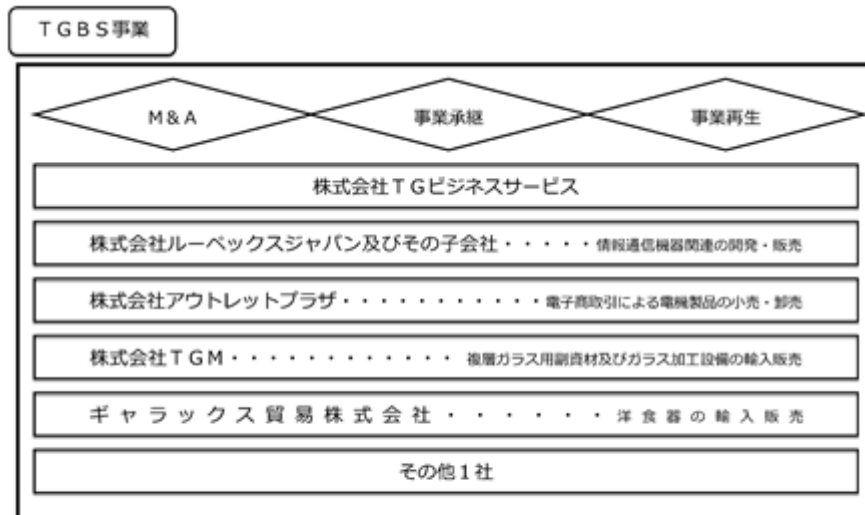 TGBS事業
M&A 事業承継 事業再生
株式会社TGビジネスサービス
株式会社ルーベックスジャパン及びその子会社・・・・・情報通信機器関連の開発・販売
株式会社アウトレットプラザ・・・・・・・・・・・電子商取引による電機製品の小売・卸売
株式会社TGM・・・・・・・・・・・・ 複層ガラス用副資材及びガラス加工設備の輸入販売
ギャラックス貿易株式会社・・・・・・洋食器の輸入販売
その他1社